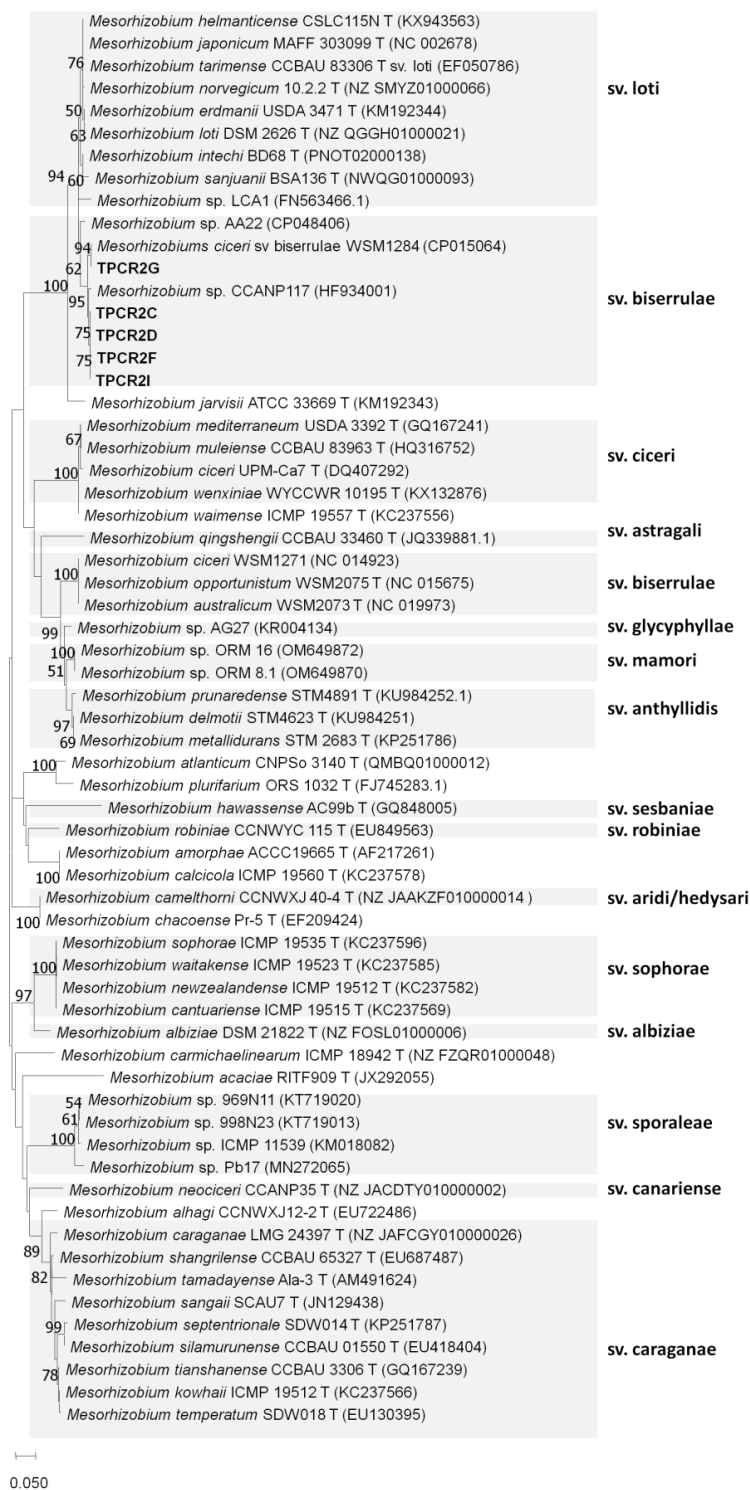 Mesorhizobium helmanticense CSLC115N T (KX943563)
Mesorhizobium japonicum MAFF 303099 T (NC 002678)
76
Mesorhizobium tarimense CCBAU 83306 T sv. loti (EF050786)
Mesorhizobium norvegicum 10.2.2 T (NZ SMYZ01000066)
sv. loti
50
Mesorhizobium erdmanii USDA 3471 T (KM192344)
63
Mesorhizobium loti DSM 2626 T (NZ QGGH01000021)
Mesorhizobium intechi BD68 T (PNOT02000138)
94
60
Mesorhizobium sanjuanii BSA136 T (NWQG01000093)
Mesorhizobium sp. LCA1 (FN563466.1)
Mesorhizobium sp. AA22 (CP048406)
94
Mesorhizobiums ciceri sv biserrulae WSM1284 (CP015064)
62
TPCR2G
100
Mesorhizobium sp. CCANP117 (HF934001)
sv. biserrulae
95
TPCR2C
75
TPCR2D
75
TPCR2F
TPCR2I
Mesorhizobium jarvisii ATCC 33669 T (KM192343)
Mesorhizobium mediterraneum USDA 3392 T (GQ167241)
67
Mesorhizobium muleiense CCBAU 83963 T (HQ316752)
sv. ciceri
100
Mesorhizobium ciceri UPM-Ca7 T (DQ407292)
Mesorhizobium wenxiniae WYCCWR 10195 T (KX132876)
Mesorhizobium waimense ICMP 19557 T (KC237556)
Mesorhizobium qingshengii CCBAU 33460 T (JQ339881.1)
sv. astragali
Mesorhizobium ciceri WSM1271 (NC 014923)
100
Mesorhizobium opportunistum WSM2075 T (NC 015675)
sv. biserrulae
Mesorhizobium australicum WSM2073 T (NC 019973)
99
Mesorhizobium sp. AG27 (KR004134)
sv. glycyphyllae
100
Mesorhizobium sp. ORM 16 (OM649872)
sv. mamori
51
Mesorhizobium sp. ORM 8.1 (OM649870)
Mesorhizobium prunaredense STM4891 T (KU984252.1)
sv. anthyllidis
97
Mesorhizobium delmotii STM4623 T (KU984251)
69
Mesorhizobium metallidurans STM 2683 T (KP251786)
100
Mesorhizobium atlanticum CNPSo 3140 T (QMBQ01000012)
Mesorhizobium plurifarium ORS 1032 T (FJ745283.1)
Mesorhizobium hawassense AC99b T (GQ848005)
sv. sesbaniae
Mesorhizobium robiniae CCNWYC 115 T (EU849563)
sv. robiniae
Mesorhizobium amorphae ACCC19665 T (AF217261)
100
Mesorhizobium calcicola ICMP 19560 T (KC237578)
Mesorhizobium camelthorni CCNWXJ 40-4 T (NZ JAAKZF010000014 )
sv. aridi/hedysari
100
Mesorhizobium chacoense Pr-5 T (EF209424)
Mesorhizobium sophorae ICMP 19535 T (KC237596)
100
Mesorhizobium waitakense ICMP 19523 T (KC237585)
sv. sophorae
97
Mesorhizobium newzealandense ICMP 19512 T (KC237582)
Mesorhizobium cantuariense ICMP 19515 T (KC237569)
Mesorhizobium albiziae DSM 21822 T (NZ FOSL01000006)
sv. albiziae
Mesorhizobium carmichaelinearum ICMP 18942 T (NZ FZQR01000048)
Mesorhizobium acaciae RITF909 T (JX292055)
54
Mesorhizobium sp. 969N11 (KT719020)
61
Mesorhizobium sp. 998N23 (KT719013)
sv. sporaleae
100
Mesorhizobium sp. ICMP 11539 (KM018082)
Mesorhizobium sp. Pb17 (MN272065)
Mesorhizobium neociceri CCANP35 T (NZ JACDTY010000002)
sv. canariense
Mesorhizobium alhagi CCNWXJ12-2 T (EU722486)
89
Mesorhizobium caraganae LMG 24397 T (NZ JAFCGY010000026)
Mesorhizobium shangrilense CCBAU 65327 T (EU687487)
82
Mesorhizobium tamadayense Ala-3 T (AM491624)
Mesorhizobium sangaii SCAU7 T (JN129438)
99
Mesorhizobium septentrionale SDW014 T (KP251787)
Mesorhizobium silamurunense CCBAU 01550 T (EU418404)
sv. caraganae
78
Mesorhizobium tianshanense CCBAU 3306 T (GQ167239)
Mesorhizobium kowhaii ICMP 19512 T (KC237566)
Mesorhizobium temperatum SDW018 T (EU130395)
0.050